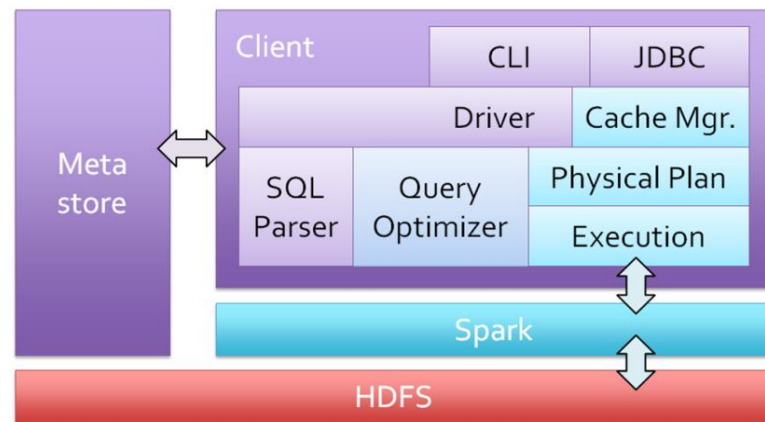 Client
CLI
JDBC
Driver
Cache Mgr.
Meta
store
SQL
Parser
Query
Optimizer
Physical Plan
Execution
Spark
HDFS